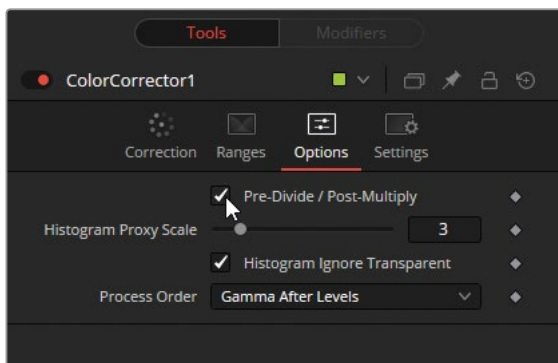 Tools Modifiers
ColorCorrector1
Correction Ranges Options Settings
Pre-Divide / Post-Multiply
Histogram Proxy Scale 3
Histogram Ignore Transparent
Process Order Gamma After Levels